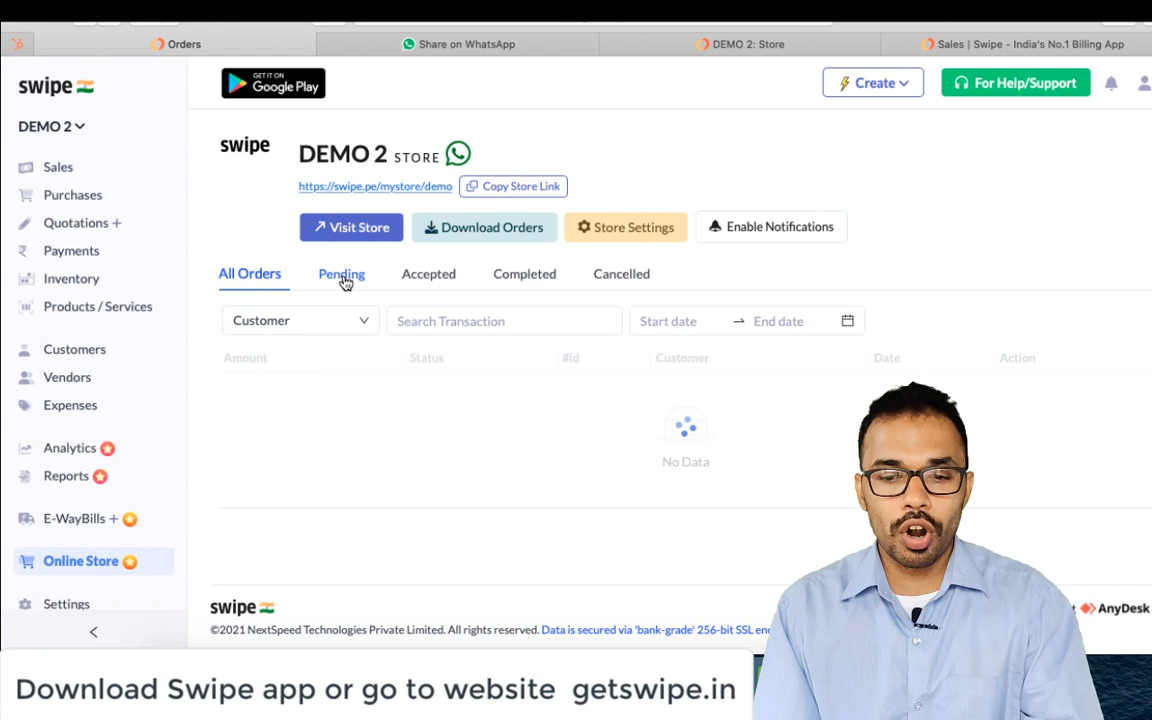 Orders
Share on WhatsApp
DEMO 2: Store
Sales | Swipe - India's No.1 Billing App
swipe
GET IT ON
Google Play
Create
For Help/Support
DEMO 2
swipe
DEMO 2 STORE
https://swipe.pe/mystore/demo
Copy Store Link
Visit Store
Download Orders
Store Settings
Enable Notifications
Sales
Purchases
Quotations +
Payments
₹ Inventory
Products / Services
Customers
Vendors
Expenses
Analytics
Reports
E-WayBills +
Online Store
Settings
All Orders Pending Accepted Completed Cancelled
Customer Search Transaction Start date → End date
Amount Status #id Customer Date Action
No Data
swipe
AnyDesk
©2021 NextSpeed Technologies Private Limited. All rights reserved. Data is secured via 'bank-grade' 256-bit SSL
Download Swipe app or go to website getswipe.in